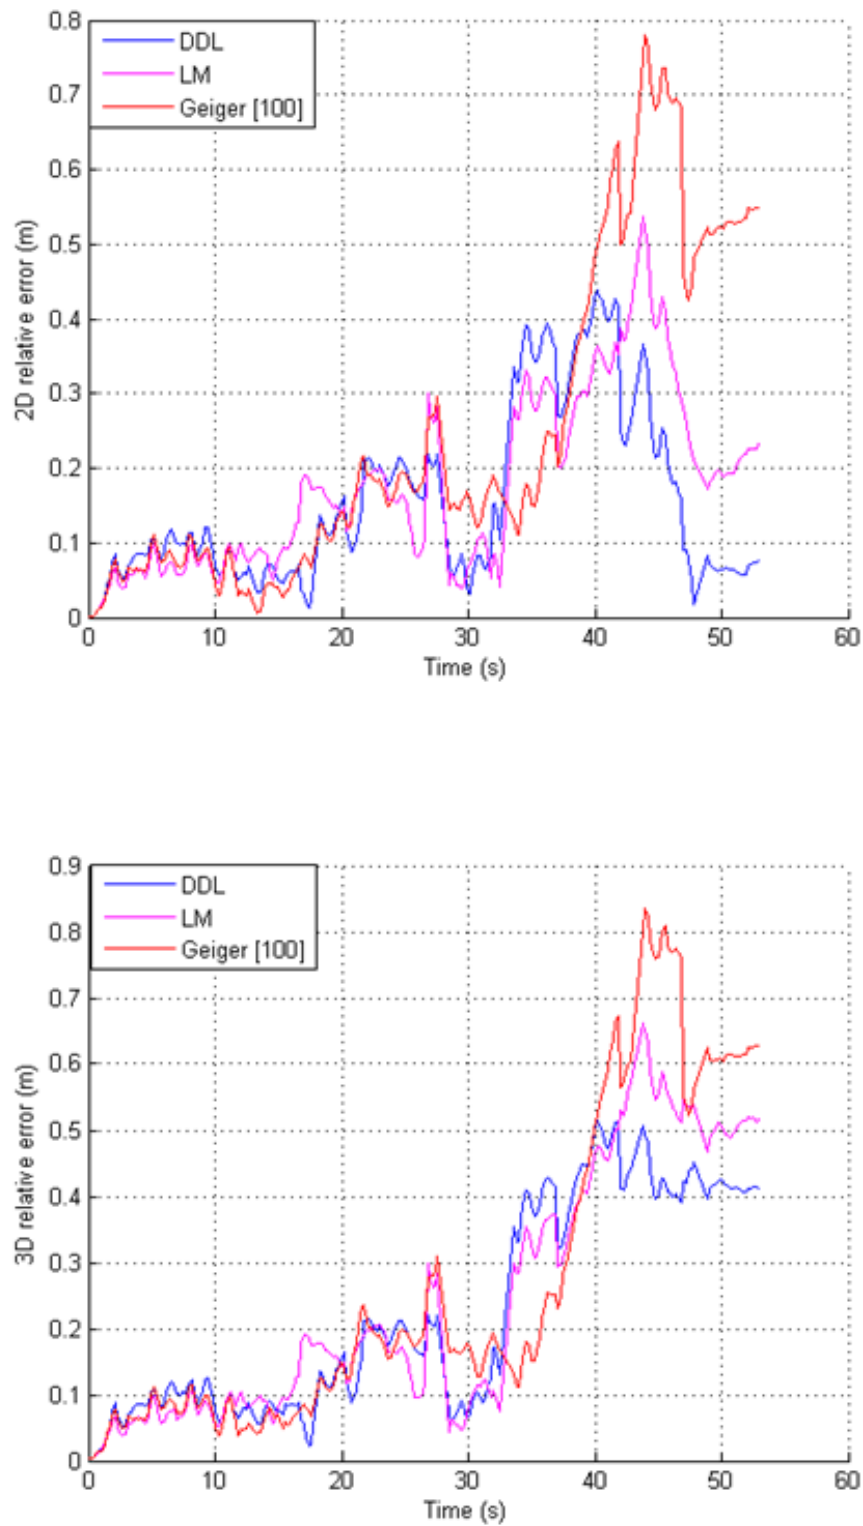 0.8
0.7
0.6
0.5
0.4
0.3
0.2
0.1
0
2D relative error (m)
DDL
LM
Geiger [100]
0 10 20 30 40 50 60
Time (s)
0.9
0.8
0.7
0.6
0.5
0.4
0.3
0.2
0.1
0
3D relative error (m)
DDL
LM
Geiger [100]
0 10 20 30 40 50 60
Time (s)